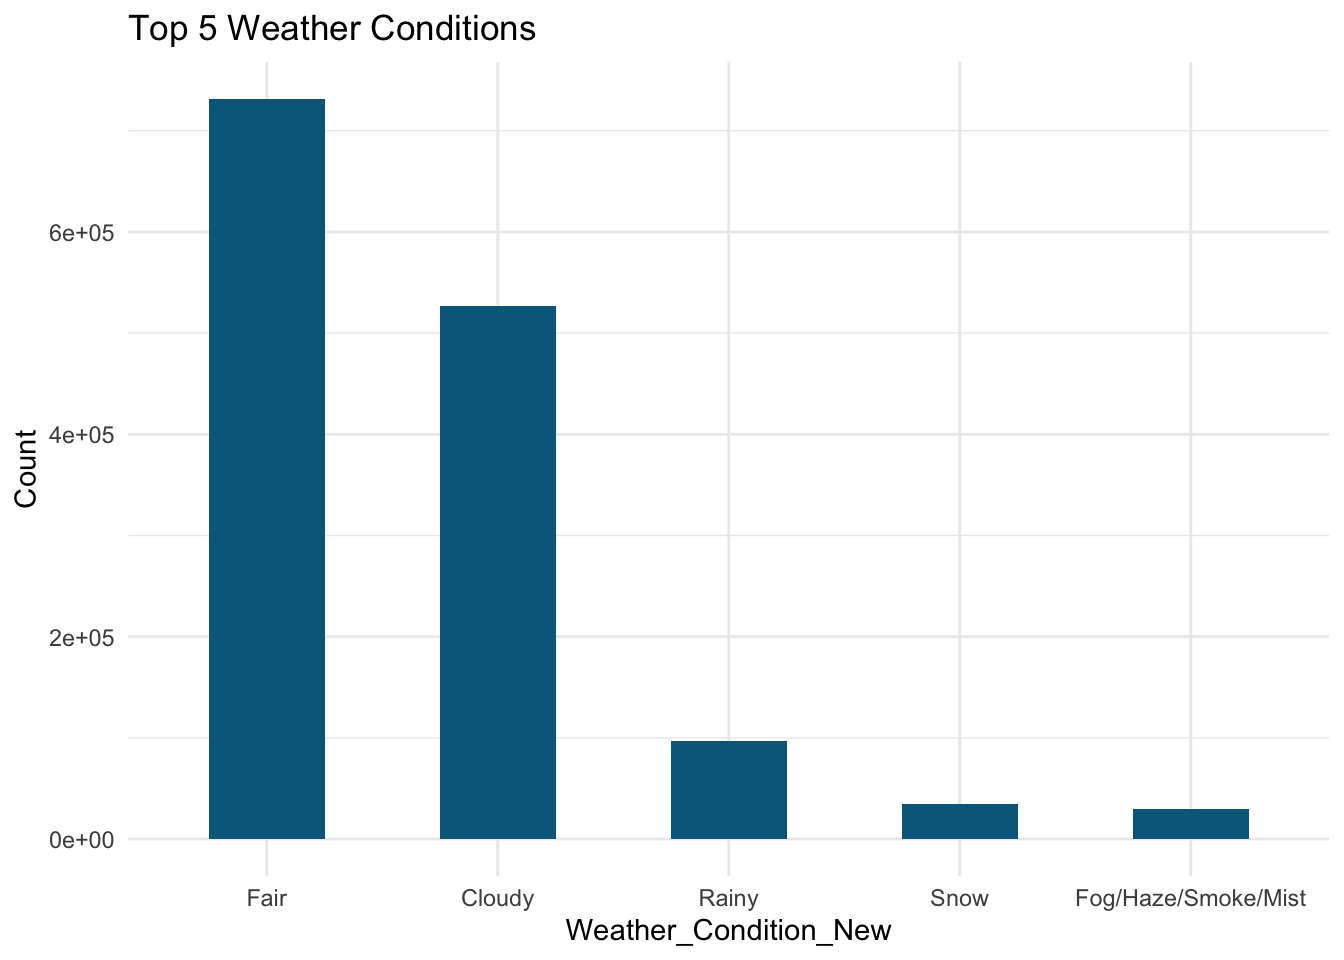 Top 5 Weather Conditions
Count
6e+05
4e+05
2e+05
0e+00
Fair Cloudy Rainy Snow Fog/Haze/Smoke/Mist
Weather_Condition_New